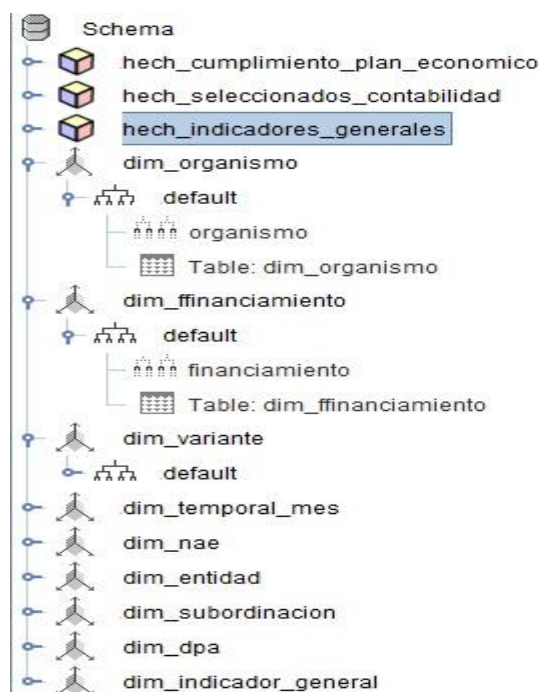 Schema
hech_cumplimiento_plan_economico
hech_seleccionados_contabilidad
hech_indicadores_generales
dim_organismo
default
organismo
Table: dim_organismo
dim_ffinanciamiento
default
financiamiento
Table: dim_ffinanciamiento
dim_variante
default
dim_temporal_mes
dim_nae
dim_entidad
dim_subordinacion
dim_dpa
dim_indicador_general